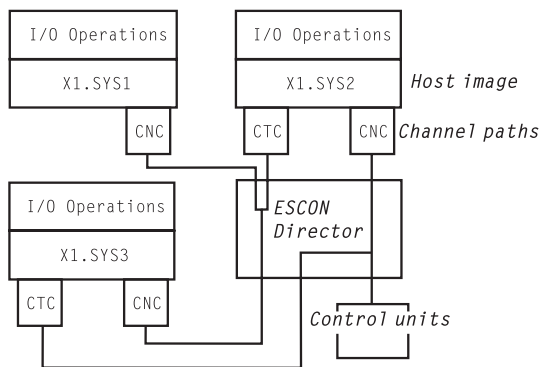 I/O Operations
X1.SYS1
CNC
I/O Operations
X1.SYS2
Host image
CTC
CNC
Channel paths
I/O Operations
X1.SYS3
CTC
CNC
ESCON
Director
Control units